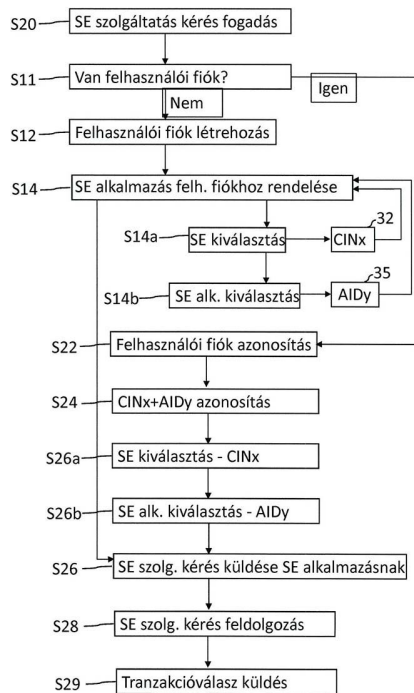 S20 SE szolgáltatás kérés fogadás
S11 Van felhasználói fiók?
Igen
Nem
S12 Felhasználói fiók létrehozás
S14 SE alkalmazás felh. fiókhoz rendelése
32
S14a SE kiválasztás CINx
35
S14b SE alk. kiválasztás AIDy
S22 Felhasználói fiók azonosítás
S24 CINx+AIDy azonosítás
S26a SE kiválasztás - CINx
S26b SE alk. kiválasztás - AIDy
S26 SE szolg. kérés küldése SE alkalmazásnak
S28 SE szolg. kérés feldolgozás
S29 Tranzakcióválasz küldés